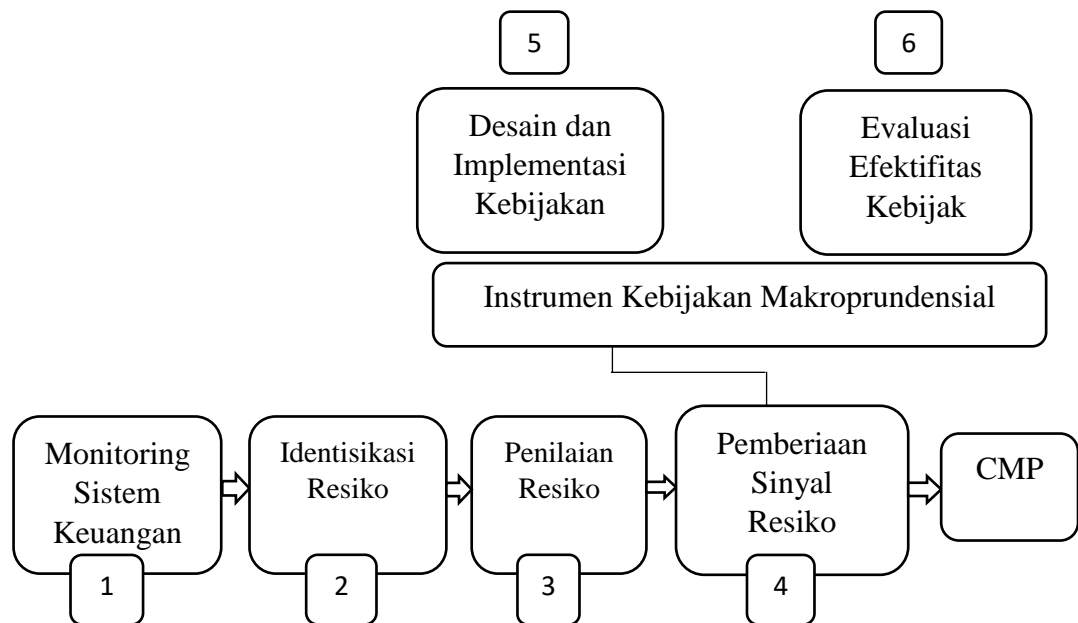 5
6
Desain dan
Implementasi
Kebijakan
Evaluasi
Efektifitas
Kebijak
Instrumen Kebijakan Makroprundensial
Monitoring
Sistem
Keuangan
1
Identisikasi
Resiko
2
Penilaian
Resiko
3
Pemberiaan
Sinyal
Resiko
4
CMP